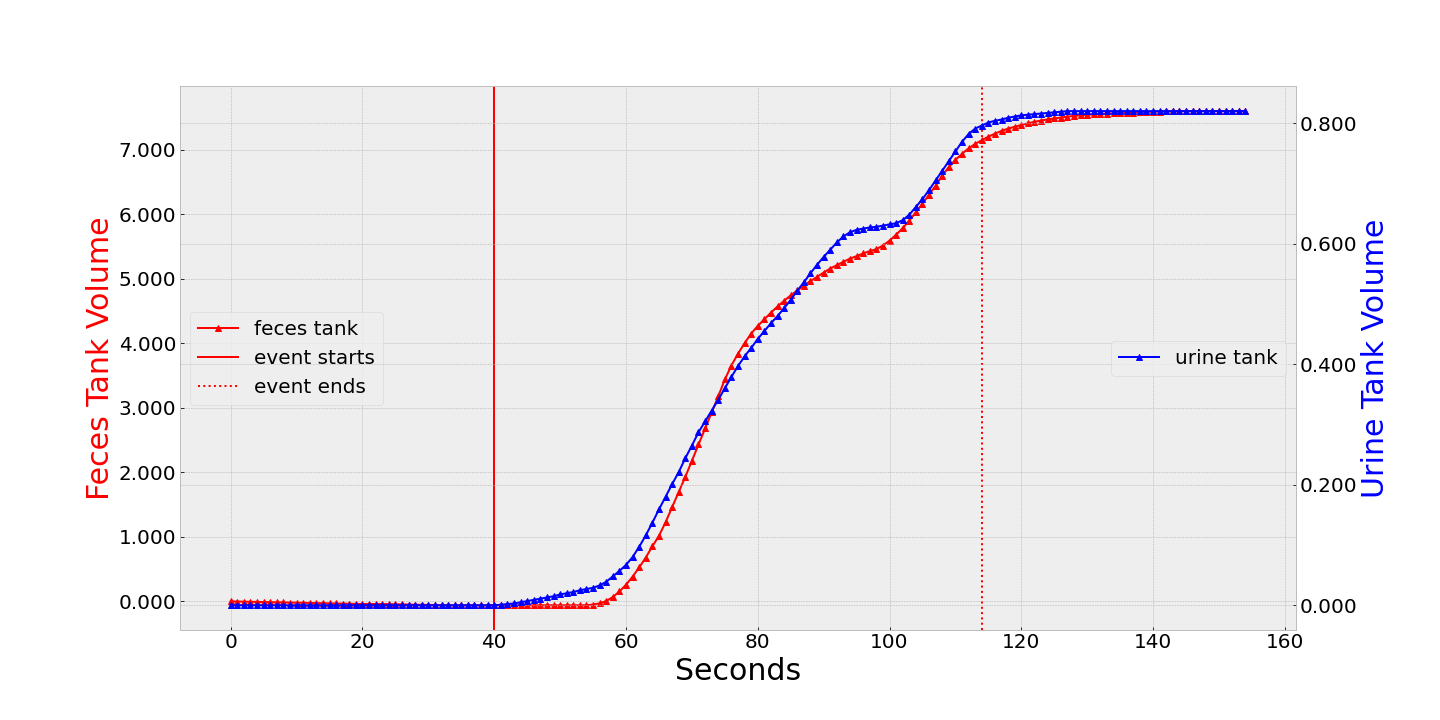 Feces Tank Volume
7.000
6.000
5.000
4.000
3.000
2.000
1.000
0.000
feces tank
event starts
event ends
urine tank
0.800
0.600
0.400
0.200
0.000
Urine Tank Volume
0 20 40 60 80 100 120 140 160
Seconds